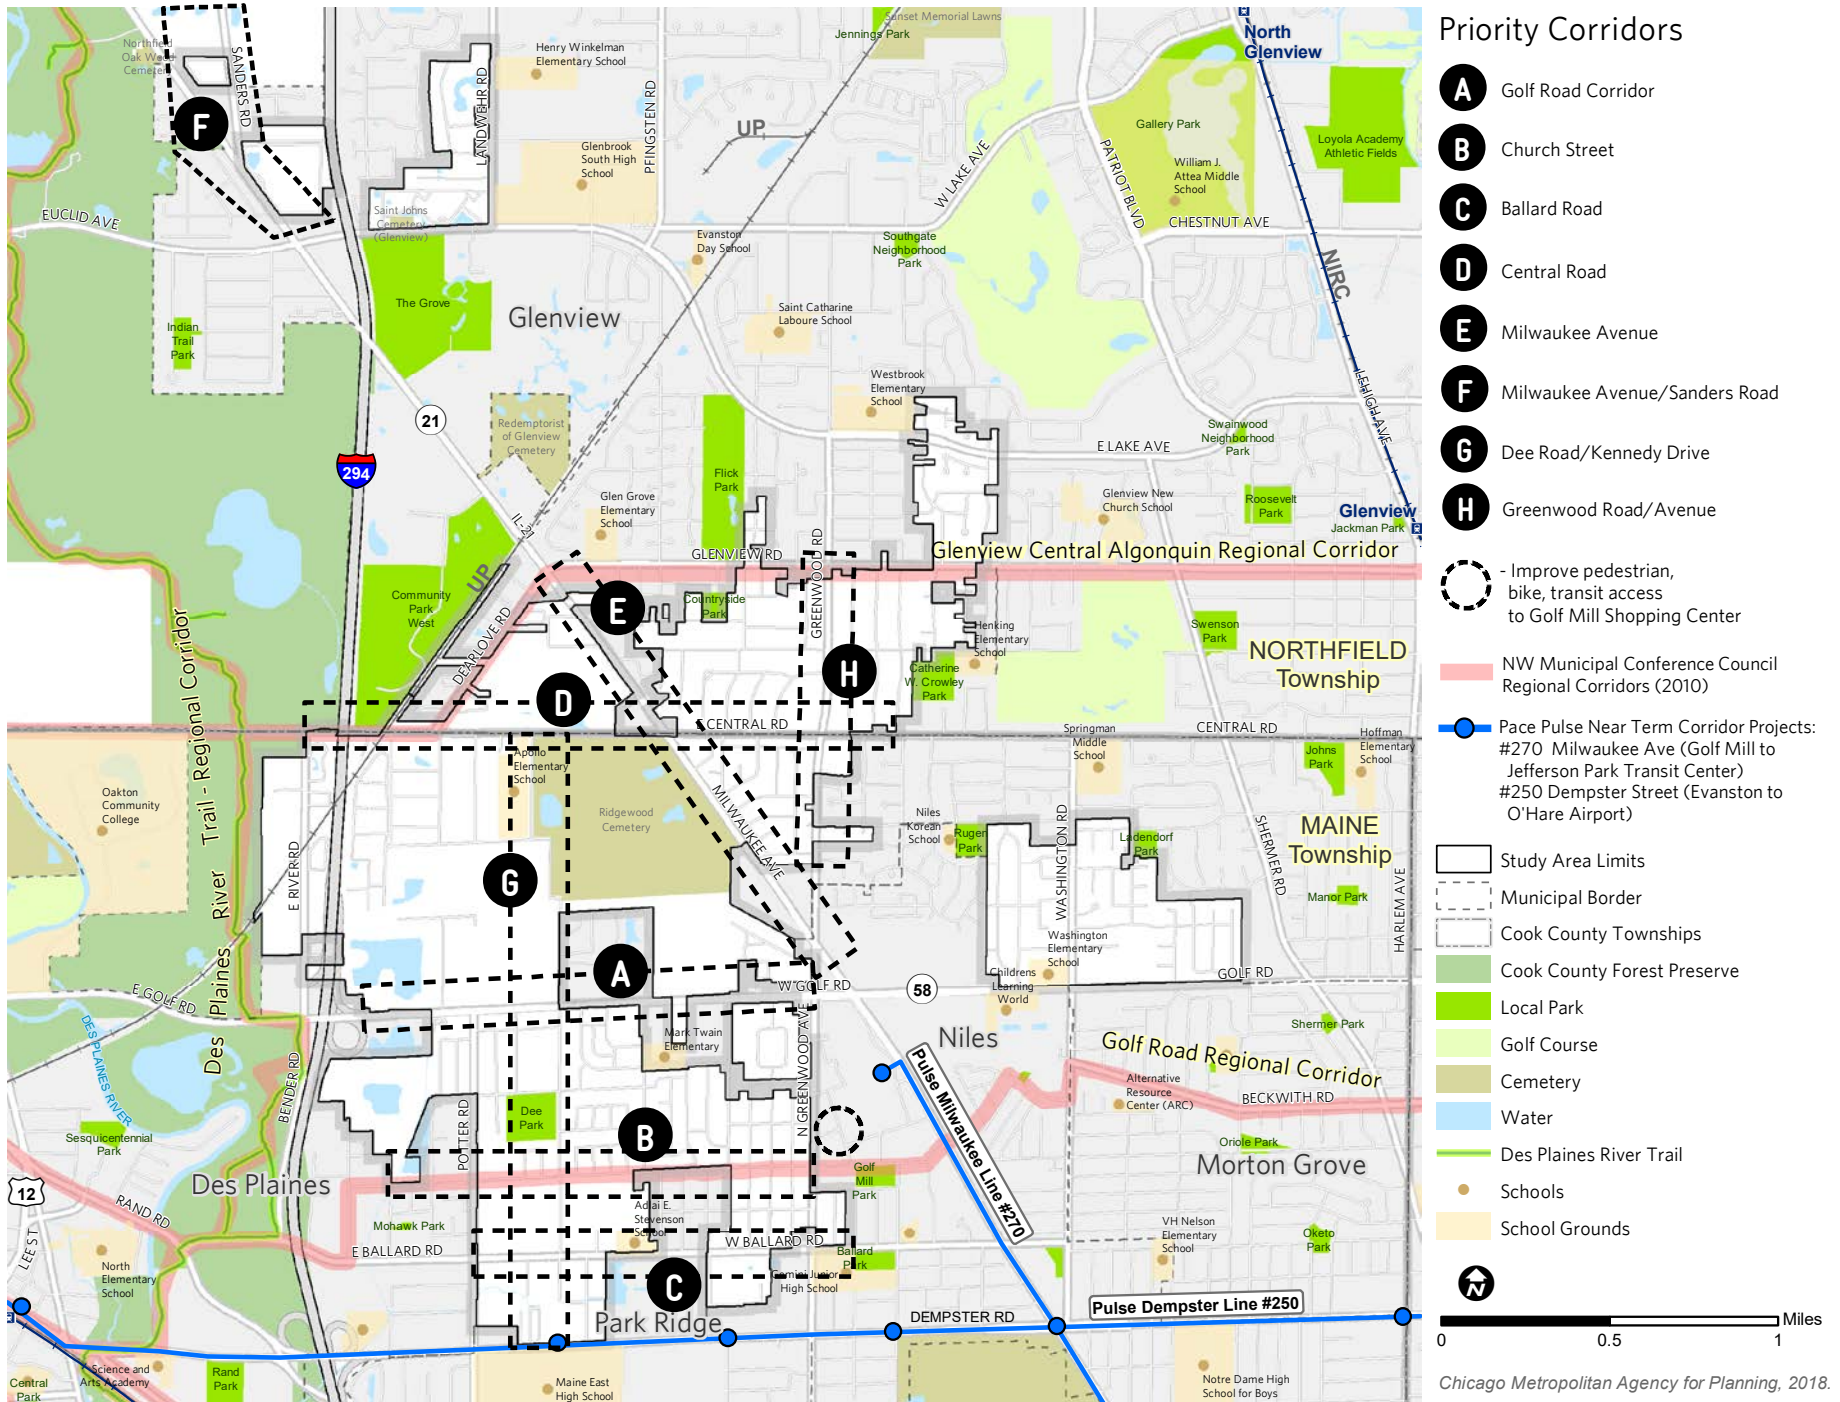 Northfield
Oak Wood
Cemetery
SANDERS RD
F
EUCLID AVE
LANDWEHR RD
Henry Winkelman
Elementary School
Glenbrook
South High
School
PFINGSTEN RD
UP
Jennings Park
Sunset Memorial Lawns
North
Glenview
Gallery Park
William J.
Attea Middle
School
Loyola Academy
Athletic Fields
W LAKE AVE
PATRIOT BLVD
CHESTNUT AVE
NIRC
Saint Johns
Cemetery
(Glenview)
Evanston
Day School
Southgate
Neighborhood
Park
The Grove
Glenview
Saint Catharine
Laboure School
Indian
Trail
Park
Westbrook
Elementary
School
LEHIGH AVE
21
294
Redemptorist
of Glenview
Cemetery
E LAKE AVE
Swainwood
Neighborhood
Park
Flick
Park
Glen Grove
Elementary
School
Glenview New
Church School
Roosevelt
Park
Glenview
Jackman Park
IL-21
GLENVIEW RD
GREENWOOD RD
Glenview Central Algonquin Regional Corridor
UP
Community
Park
West
DEARLOVE RD
E
Countryside
Park
Henking
Elementary
School
Swenson
Park
NORTHFIELD
Township
H
Catherine
W. Crowley
Park
D
CENTRAL RD
Springman
Middle
School
CENTRAL RD
Hoffman
Elementary
School
Johns
Park
Des Plaines River Trail - Regional Corridor
Oakton
Community
College
Apollo
Elementary
School
Ridgewood
Cemetery
MILWAUKEE AVE
Niles
Korean
School
Rugen
Park
WASHINGTON RD
Ladendorf
Park
SHERMER RD
MAINE
Township
E RIVER RD
G
Manor Park
HARLEM AVE
Washington
Elementary
School
A
Childrens
Learning
World
GOLF RD
W GOLF RD
58
E GOLF RD
DES PLAINES RIVER
Mark Twain
Elementary
N GREENWOOD AVE
Niles
Shermer Park
Golf Road Regional Corridor
BENDER RD
Pulse Milwaukee Line #270
Alternative
Resource
Center (ARC)
BECKWITH RD
POTTER RD
Dee
Park
B
Sesquicentennial
Park
Oriole Park
Morton Grove
Des Plaines
Golf
Mill
Park
12
RAND RD
Mohawk Park
Adlai E.
Stevenson
School
VH Nelson
Elementary
School
Oketo
Park
LEE ST
E BALLARD RD
W BALLARD RD
Ballard
Park
North
Elementary
School
C
Gemini Junior
High School
Park Ridge
DEMPSTER RD
Pulse Dempster Line #250
Science and
Arts Academy
Central
Park
Rand
Park
Maine East
High School
Notre Dame High
School for Boys
Priority Corridors
A Golf Road Corridor
B Church Street
C Ballard Road
D Central Road
E Milwaukee Avenue
F Milwaukee Avenue/Sanders Road
G Dee Road/Kennedy Drive
H Greenwood Road/Avenue
- Improve pedestrian,
bike, transit access
to Golf Mill Shopping Center
NW Municipal Conference Council
Regional Corridors (2010)
Pace Pulse Near Term Corridor Projects:
#270 Milwaukee Ave (Golf Mill to
Jefferson Park Transit Center)
#250 Dempster Street (Evanston to
O'Hare Airport)
Study Area Limits
Municipal Border
Cook County Townships
Cook County Forest Preserve
Local Park
Golf Course
Cemetery
Water
Des Plaines River Trail
Schools
School Grounds
N
Miles
0 0.5 1
Chicago Metropolitan Agency for Planning, 2018.